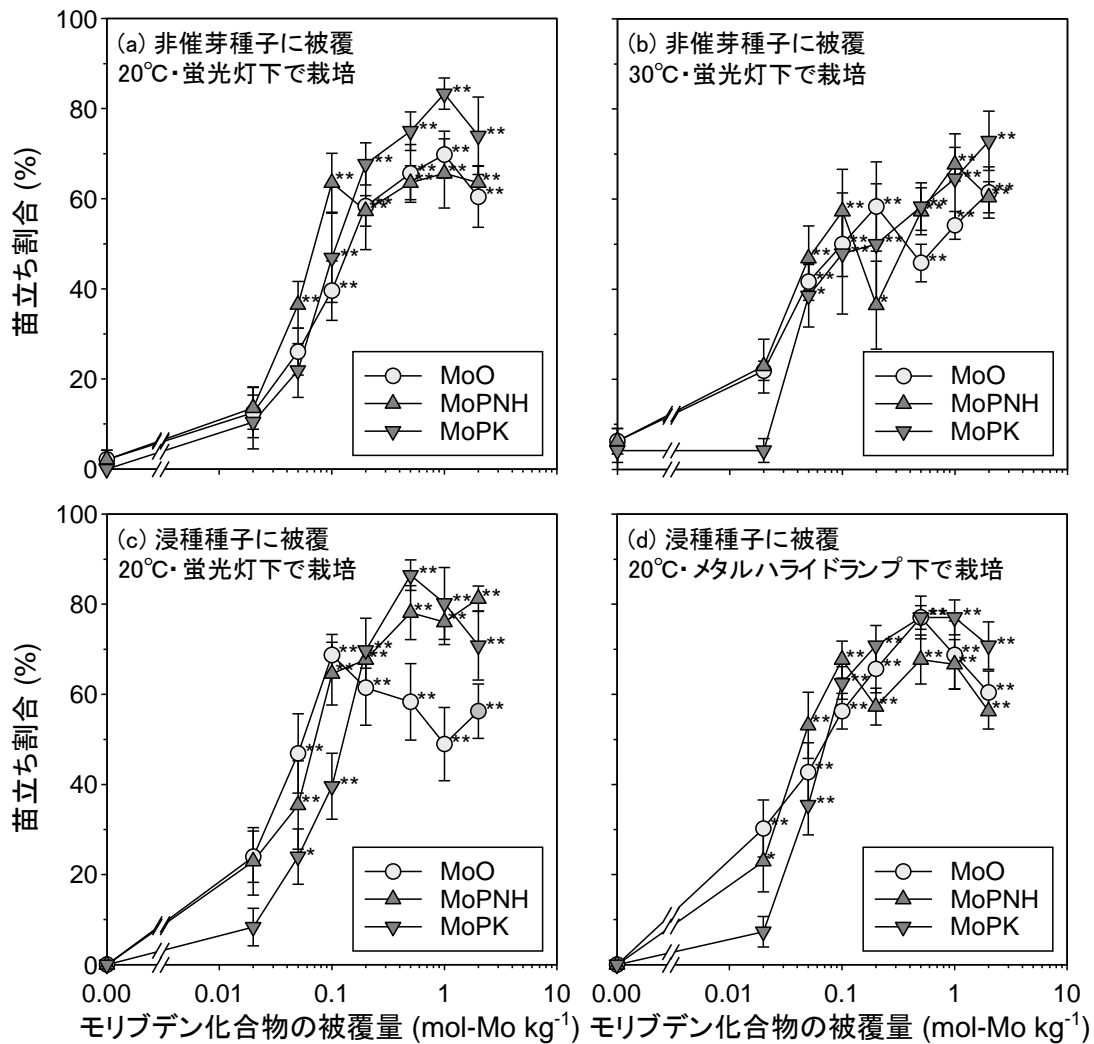 100
80
60
40
20
0
苗立ち割合 (%)
(a) 非催芽種子に被覆
20℃・蛍光灯下で栽培
** ** ** ** ** ** ** ** ** ** ** ** ** ** ** **
MoO
MoPNH
MoPK
(b) 非催芽種子に被覆
30℃・蛍光灯下で栽培
MoO
MoPNH
MoPK
100
80
60
40
20
0
苗立ち割合 (%)
(c) 浸種種子に被覆
20℃・蛍光灯下で栽培
MoO
MoPNH
MoPK
0.00 0.01 0.1 1 10
モリブデン化合物の被覆量 (mol-Mo kg⁻¹)
(d) 浸種種子に被覆
20℃・メタルハライドランプ下で栽培
MoO
MoPNH
MoPK
0.00 0.01 0.1 1 10
モリブデン化合物の被覆量 (mol-Mo kg⁻¹)